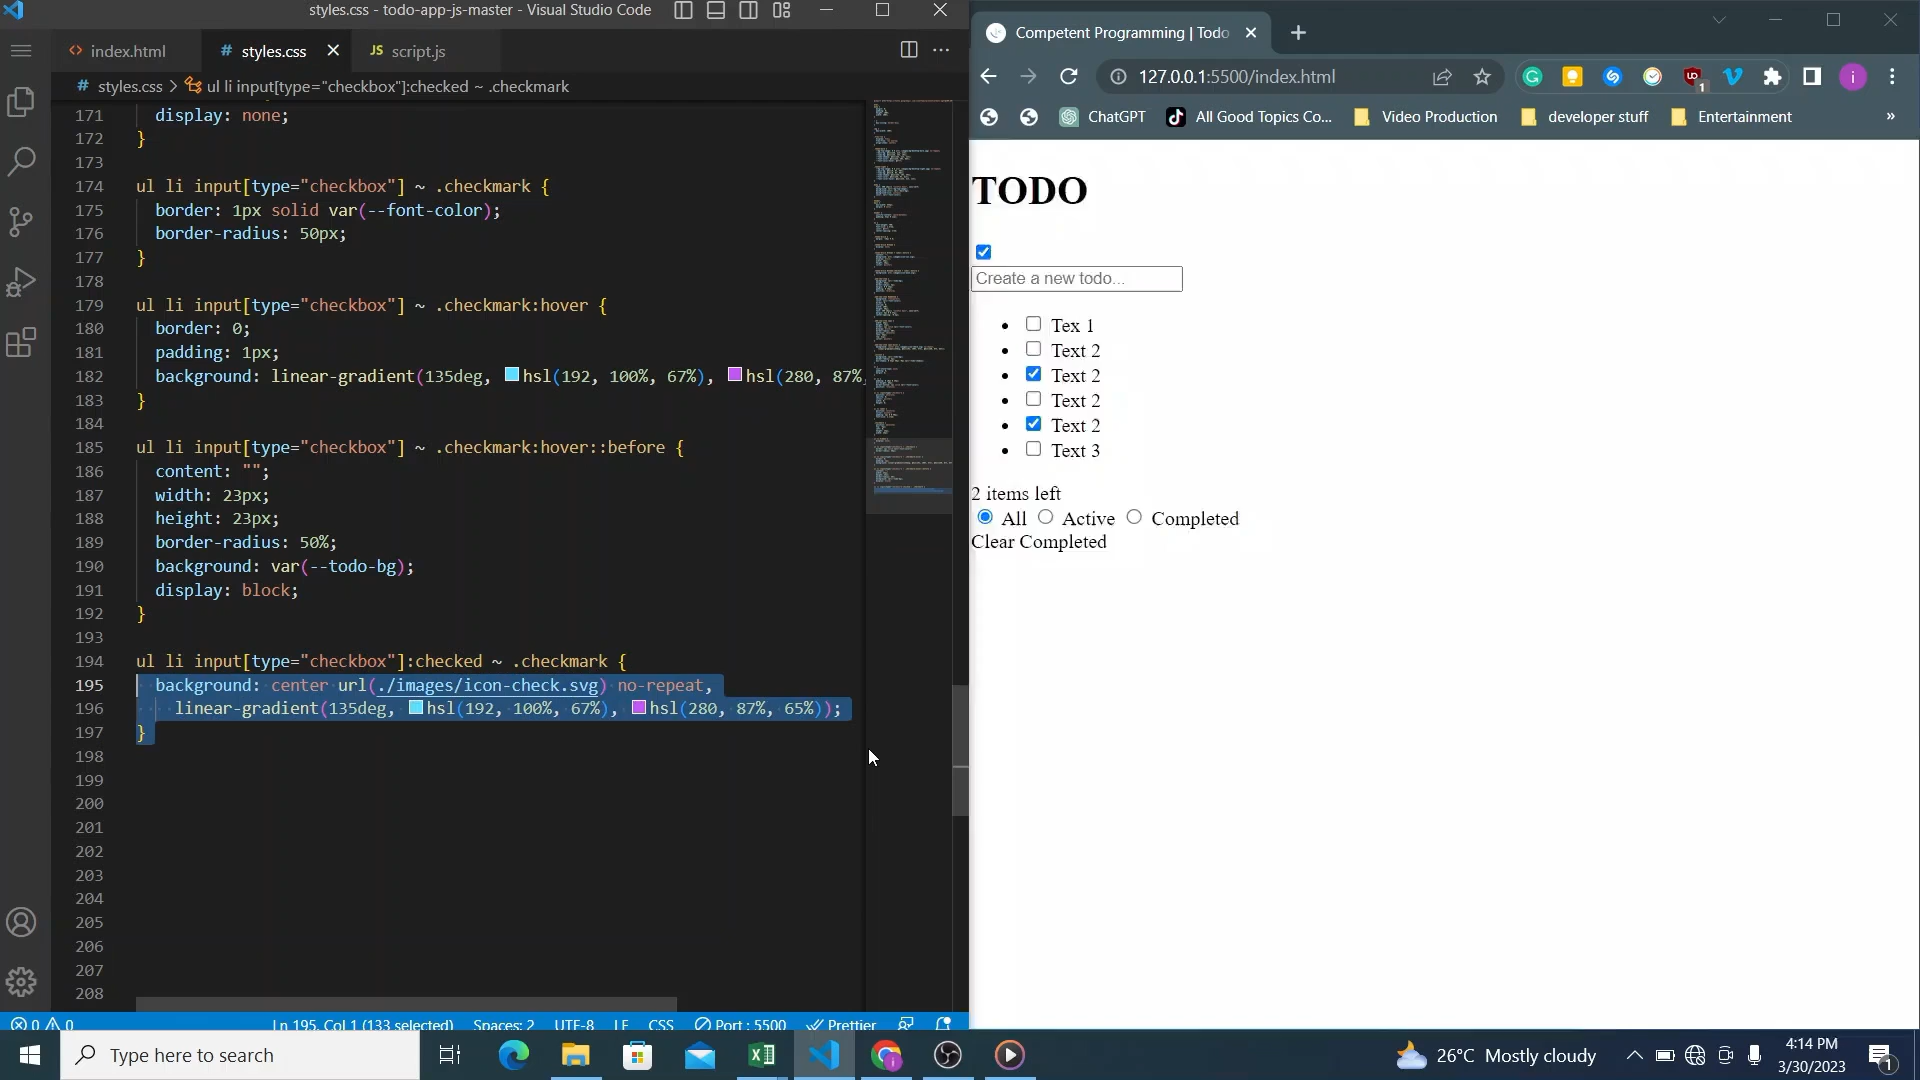 styles.css - todo-app-js-master - Visual Studio Code
index.html
# styles.css
JS script.js
# styles.css > ul li input[type="checkbox"]:checked ~ .checkmark
171 display: none;
172 }
173
174 ul li input[type="checkbox"] ~ .checkmark {
175 border: 1px solid var(--font-color);
176 border-radius: 50px;
177 }
178
179 ul li input[type="checkbox"] ~ .checkmark:hover {
180 border: 0;
181 padding: 1px;
182 background: linear-gradient(135deg, hsl(192, 100%, 67%), hsl(280, 87%,
183 }
184
185 ul li input[type="checkbox"] ~ .checkmark:hover::before {
186 content: "";
187 width: 23px;
188 height: 23px;
189 border-radius: 50%;
190 background: var(--todo-bg);
191 display: block;
192 }
193
194 ul li input[type="checkbox"]:checked ~ .checkmark {
195 background: center url(./images/icon-check.svg) no-repeat,
196 linear-gradient(135deg, hsl(192, 100%, 67%), hsl(280, 87%, 65%));
197 }
198
199
200
201
202
203
204
205
206
207
208
0 0 Ln 195, Col 1 (133 selected) Spaces: 2 UTF-8 LF CSS Port : 5500 Prettier
Competent Programming | Todo
127.0.0.1:5500/index.html
1
i
ChatGPT All Good Topics Co... Video Production developer stuff Entertainment »
TODO
Create a new todo...
Tex 1
Text 2
Text 2
Text 2
Text 2
Text 3
2 items left
All Active Completed
Clear Completed
Type here to search
26°C Mostly cloudy
4:14 PM
3/30/2023
1